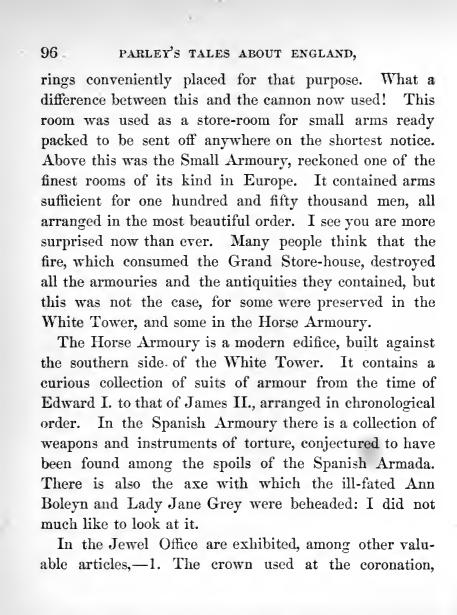 96 PARLEY'S TALES ABOUT ENGLAND,
rings conveniently placed for that purpose. What a
difference between this and the cannon now used! This
room was used as a store-room for small arms ready
packed to be sent off anywhere on the shortest notice.
Above this was the Small Armoury, reckoned one of the
finest rooms of its kind in Europe. It contained arms
sufficient for one hundred and fifty thousand men, all
arranged in the most beautiful order. I see you are more
surprised now than ever. Many people think that the
fire, which consumed the Grand Store-house, destroyed
all the armouries and the antiquities they contained, but
this was not the case, for some were preserved in the
White Tower, and some in the Horse Armoury.
The Horse Armoury is a modern edifice, built against
the southern side of the White Tower. It contains a
curious collection of suits of armour from the time of
Edward I. to that of James II., arranged in chronological
order. In the Spanish Armoury there is a collection of
weapons and instruments of torture, conjectured to have
been found among the spoils of the Spanish Armada.
There is also the axe with which the ill-fated Ann
Boleyn and Lady Jane Grey were beheaded: I did not
much like to look at it.
In the Jewel Office are exhibited, among other valu-
able articles,—1. The crown used at the coronation,